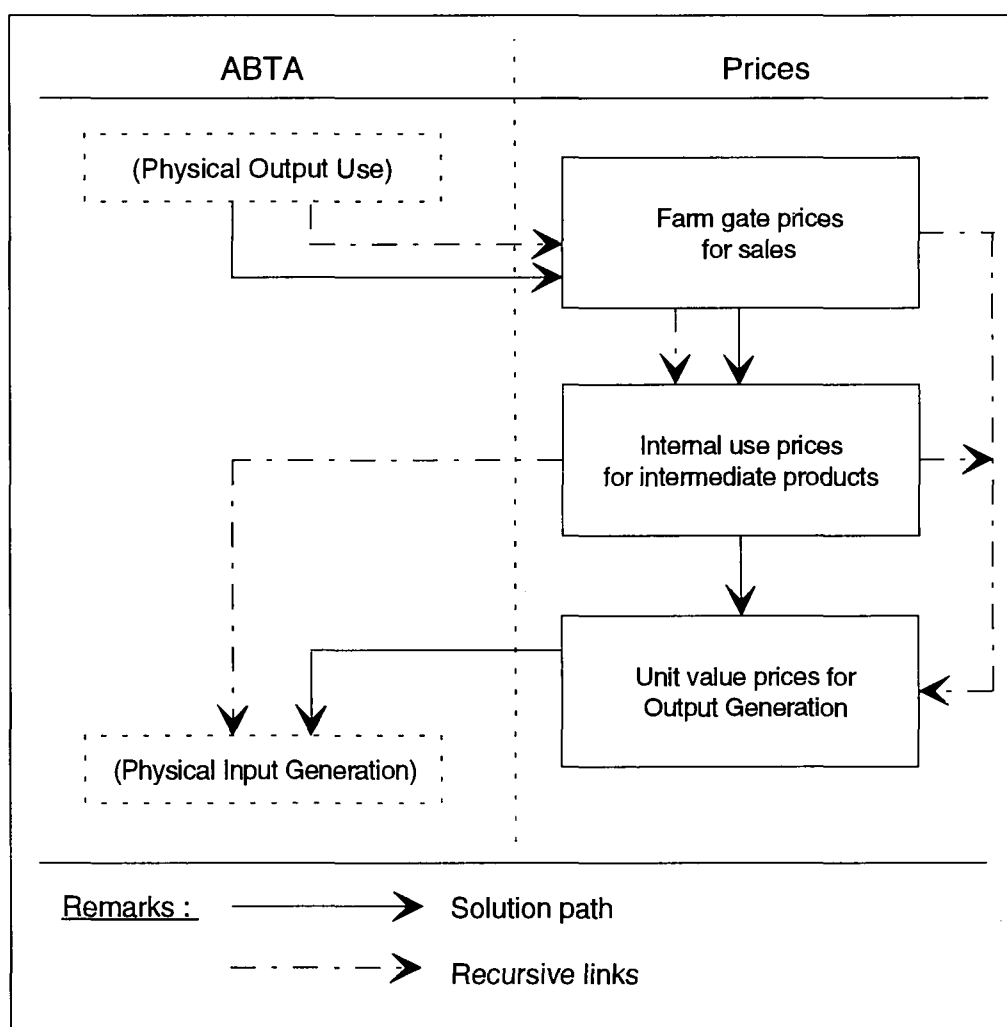 ABTA
Prices
(Physical Output Use)
Farm gate prices
for sales
Internal use prices
for intermediate products
Unit value prices for
Output Generation
(Physical Input Generation)
Remarks :
Solution path
Recursive links